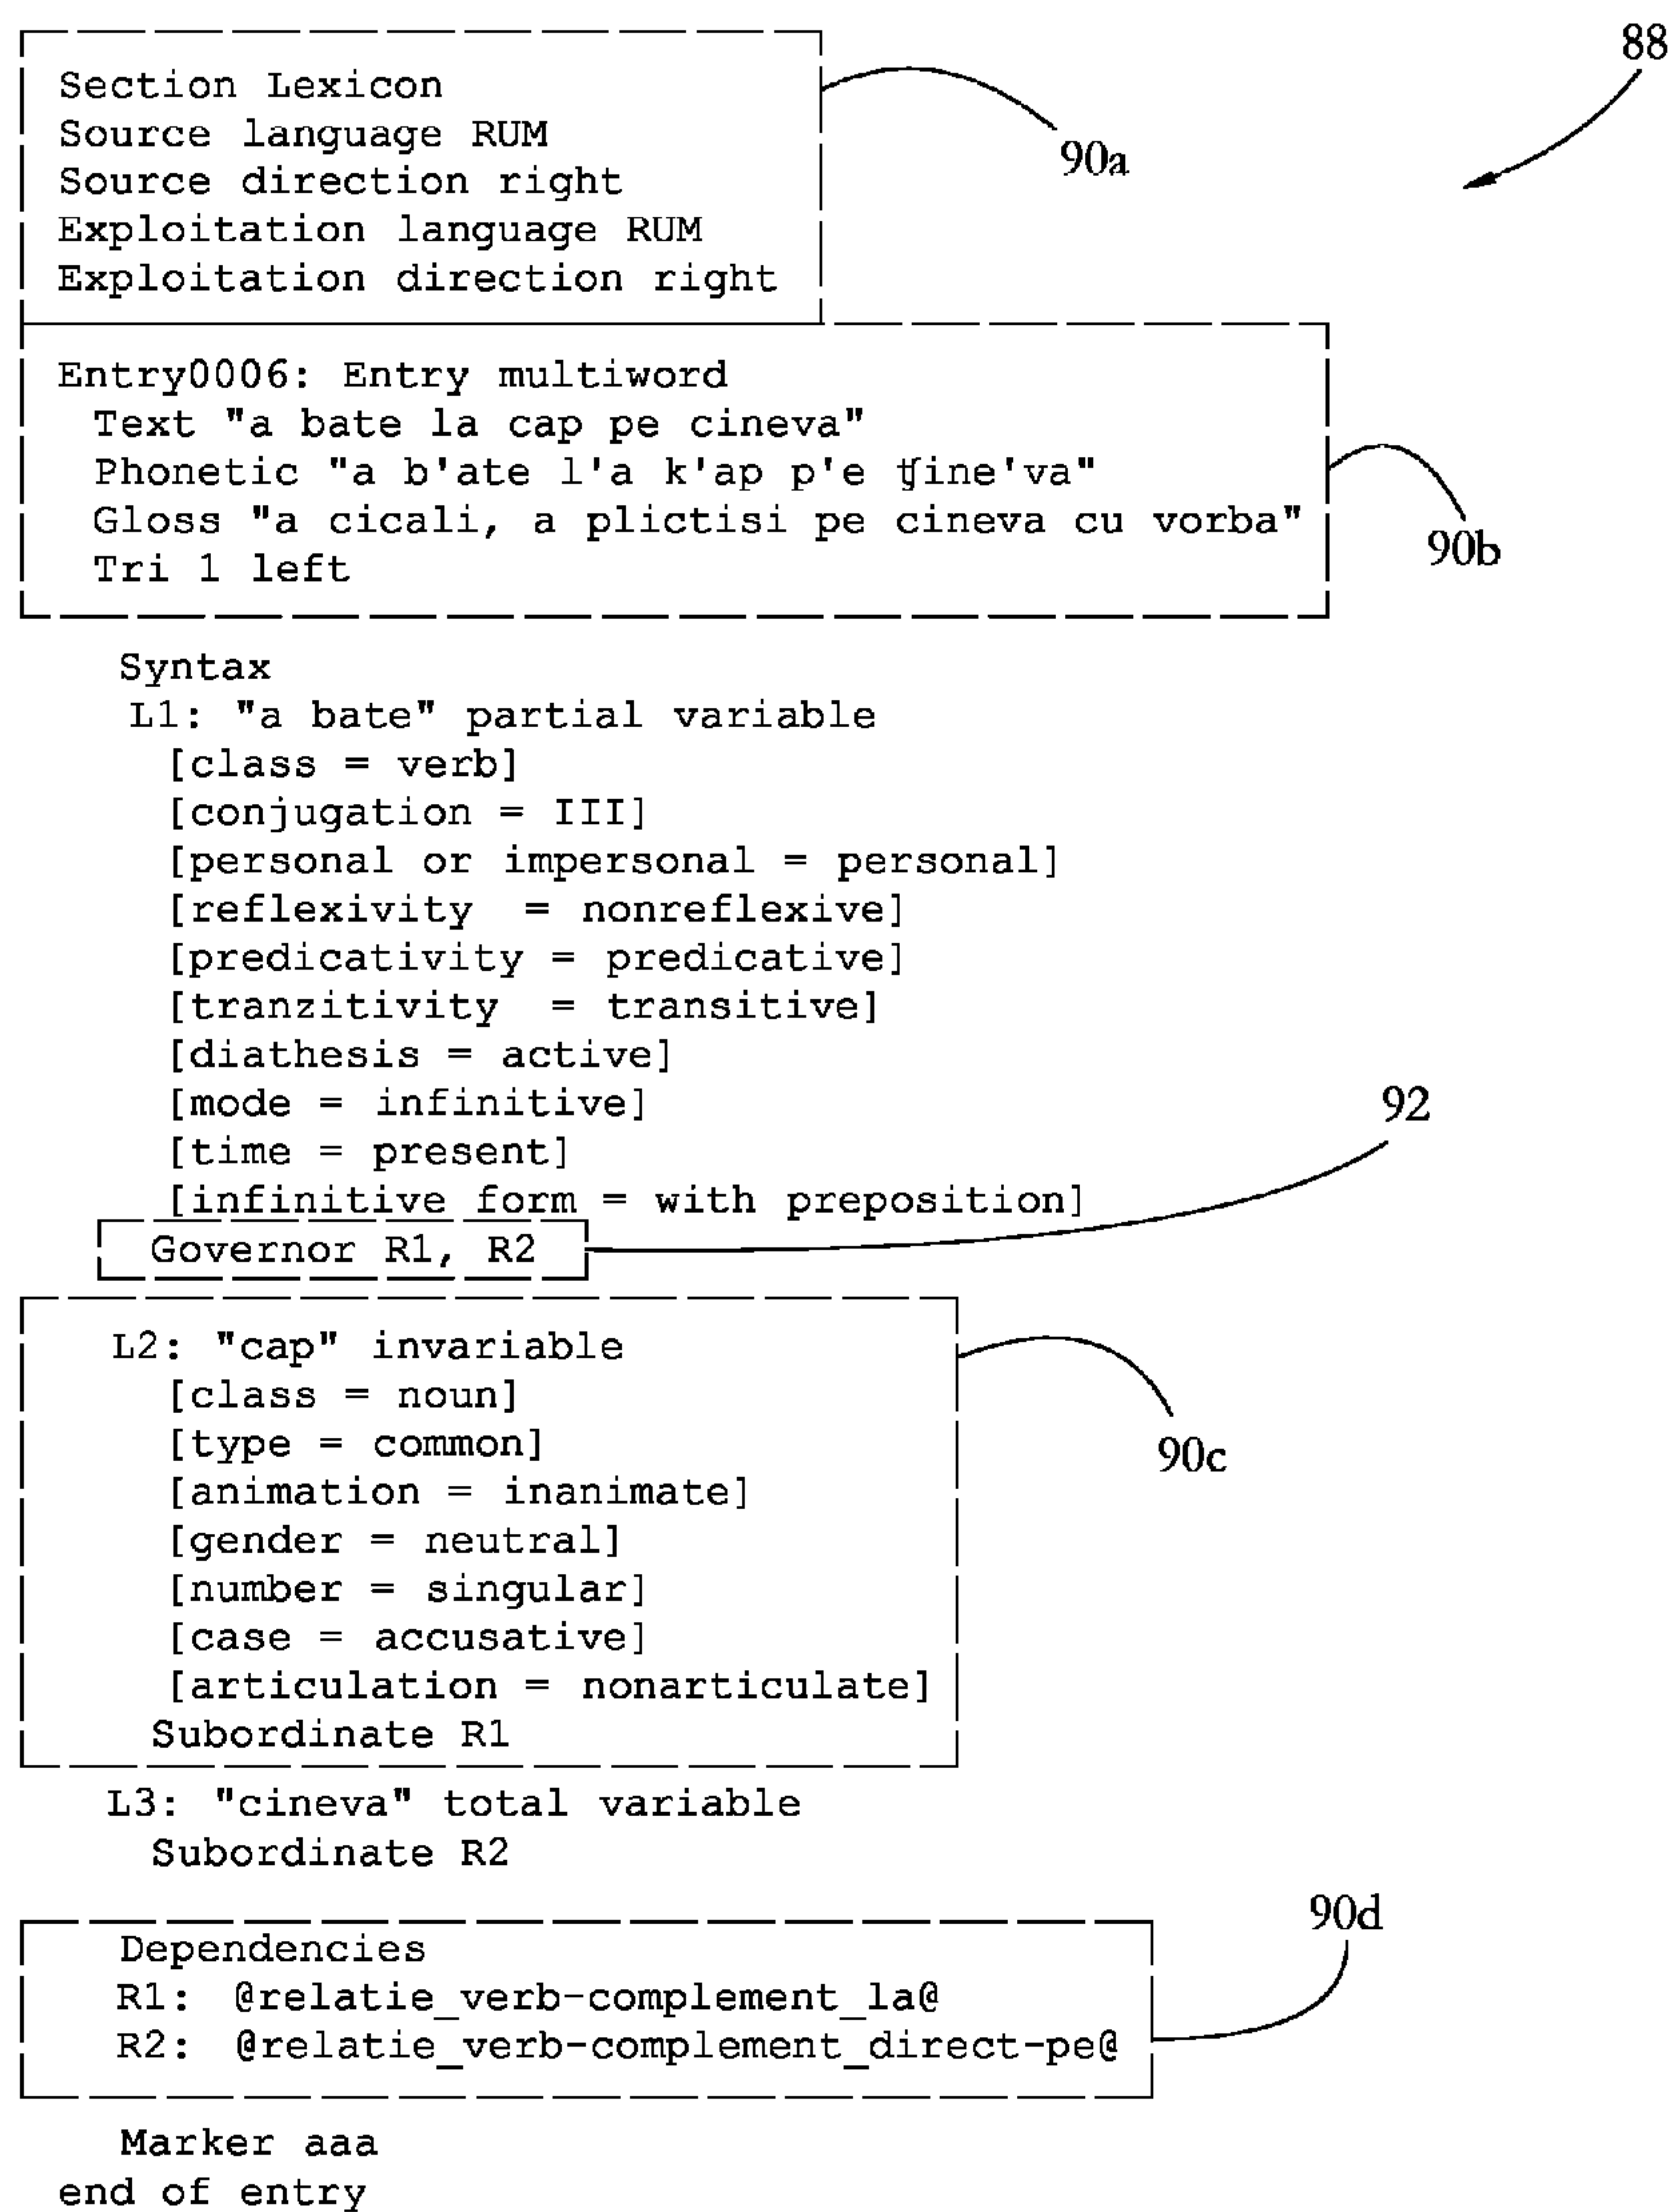 88
Section Lexicon
Source language RUM
Source direction right
Exploitation language RUM
Exploitation direction right
90a
Entry0006: Entry multiword
Text "a bate la cap pe cineva"
Phonetic "a b'ate l'a k'ap p'e ʧine'va"
Gloss "a cicali, a plictisi pe cineva cu vorba"
Tri 1 left
90b
Syntax
L1: "a bate" partial variable
[class = verb]
[conjugation = III]
[personal or impersonal = personal]
[reflexivity = nonreflexive]
[predicativity = predicative]
[tranzitivity = transitive]
[diathesis = active]
[mode = infinitive]
[time = present]
[infinitive form = with preposition]
Governor R1, R2
92
L2: "cap" invariable
[class = noun]
[type = common]
[animation = inanimate]
[gender = neutral]
[number = singular]
[case = accusative]
[articulation = nonarticulate]
Subordinate R1
90c
L3: "cineva" total variable
Subordinate R2
Dependencies
R1: @relatie_verb-complement_la@
R2: @relatie_verb-complement_direct-pe@
90d
Marker aaa
end of entry